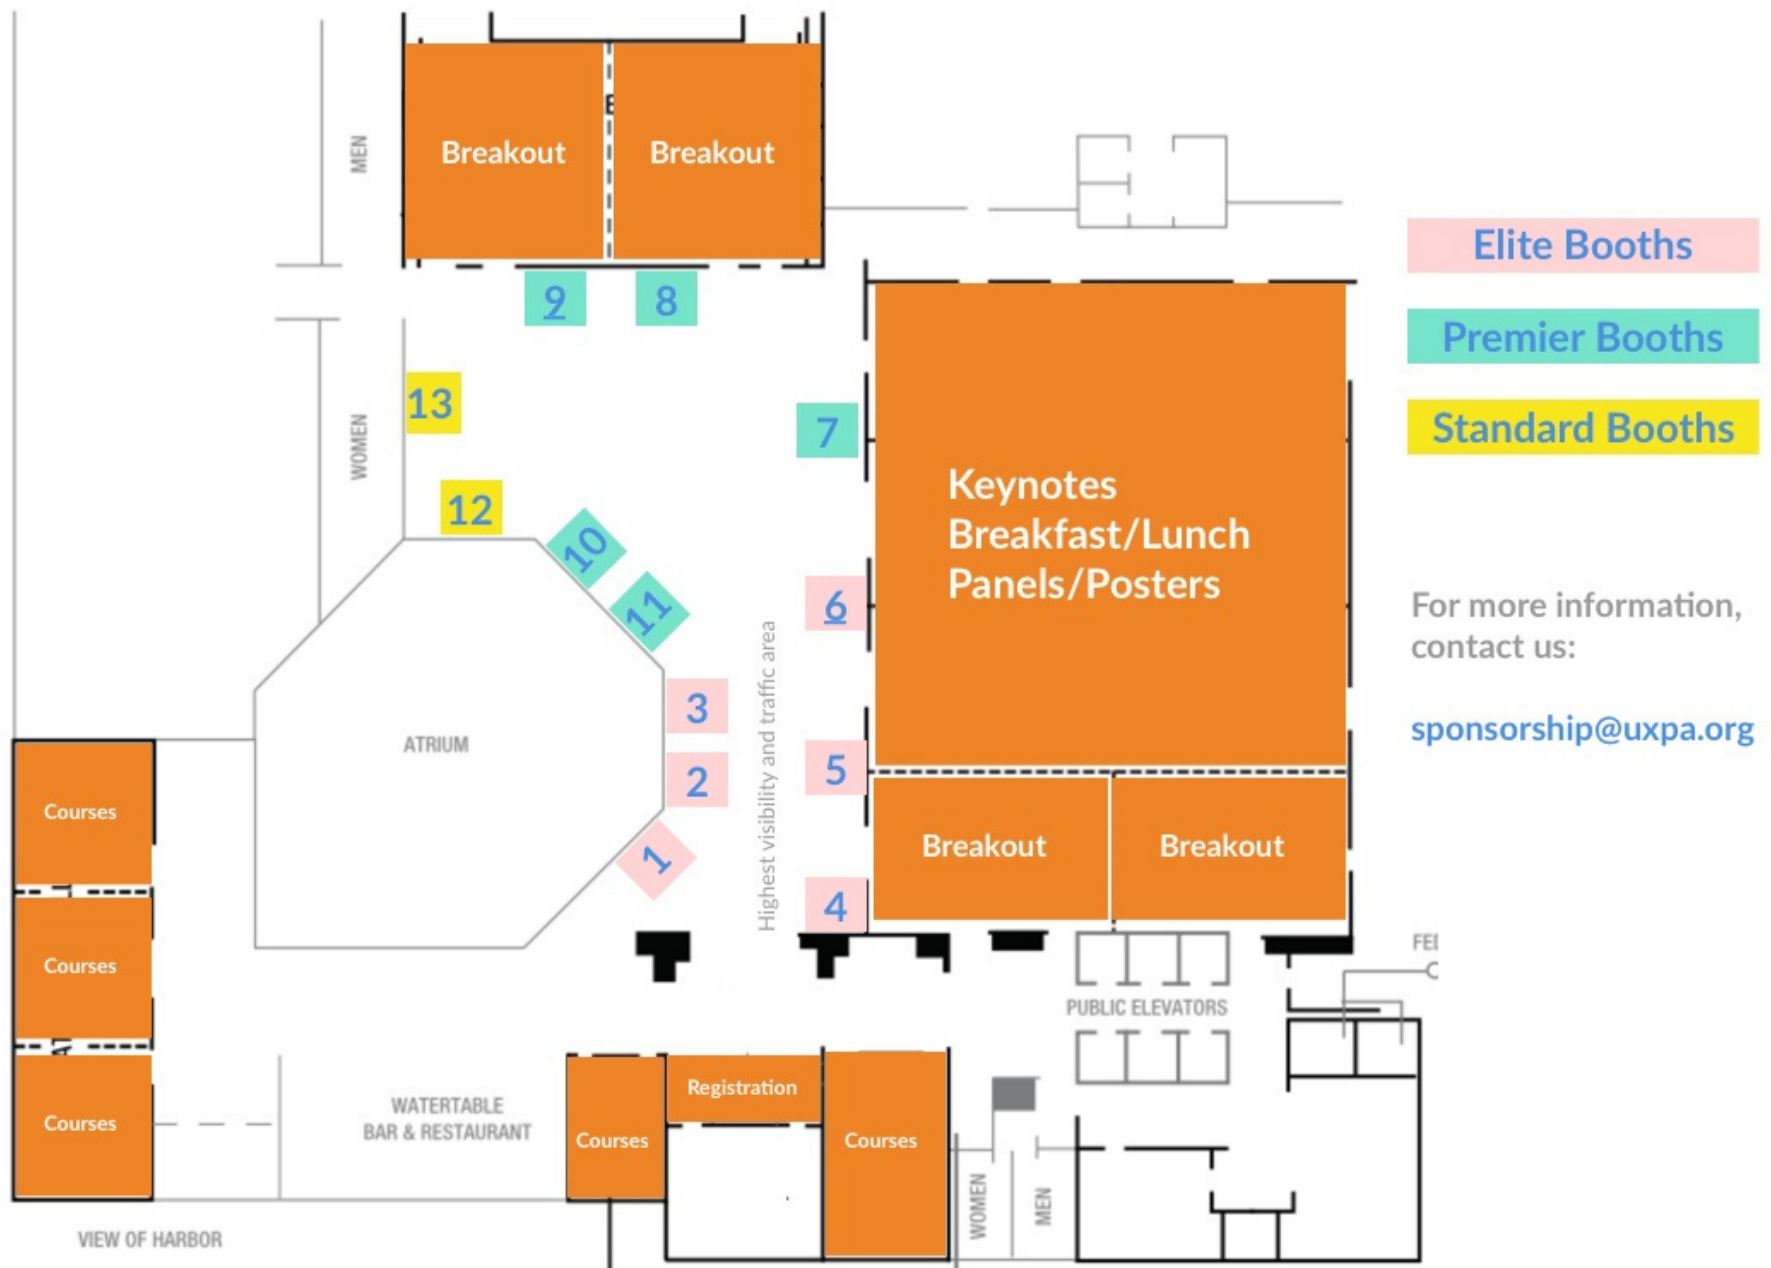 Breakout
Breakout
MEN
Elite Booths
9
8
Premier Booths
13
7
Standard Booths
WOMEN
12
Keynotes
Breakfast/Lunch
Panels/Posters
10
11
6
For more information,
contact us:
Highest visibility and traffic area
3
sponsorship@uxpa.org
ATRIUM
5
2
Courses
Breakout
Breakout
1
4
Courses
PUBLIC ELEVATORS
Registration
WATERTABLE
BAR & RESTAURANT
Courses
Courses
Courses
WOMEN
MEN
VIEW OF HARBOR